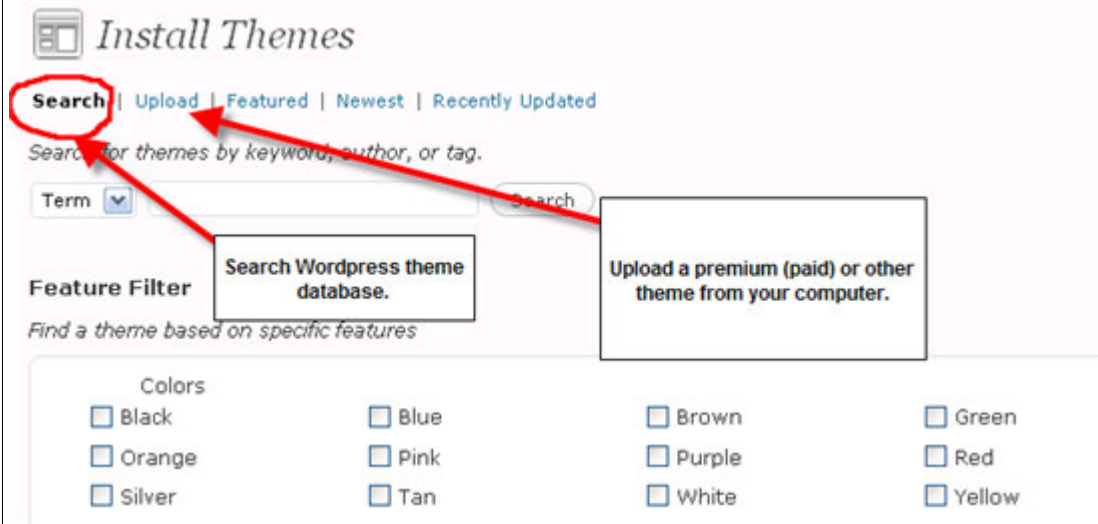 Install Themes
Search | Upload | Featured | Newest | Recently Updated
Search for themes by keyword, author, or tag.
Term Search
Search Wordpress theme
database.
Upload a premium (paid) or other
theme from your computer.
Feature Filter
Find a theme based on specific features
Colors
Black Blue Brown Green
Orange Pink Purple Red
Silver Tan White Yellow